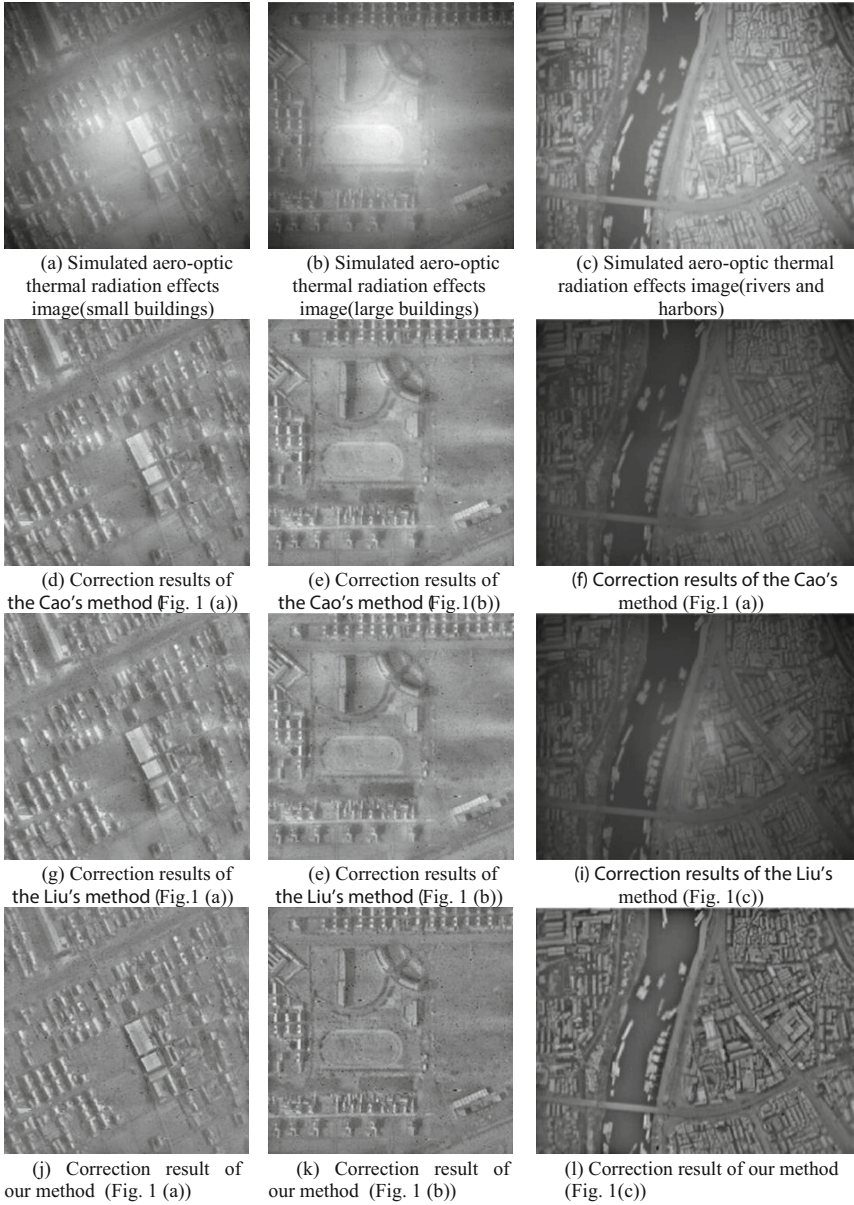 (a) Simulated aero-optic
thermal radiation effects
image(small buildings)
(b) Simulated aero-optic
thermal radiation effects
image(large buildings)
(c) Simulated aero-optic thermal
radiation effects image(rivers and
harbors)
(d) Correction results of
the Cao's method (Fig. 1 (a))
(e) Correction results of
the Cao's method (Fig.1(b))
(f) Correction results of the Cao's
method (Fig.1 (a))
(g) Correction results of
the Liu's method (Fig.1 (a))
(e) Correction results of
the Liu's method (Fig. 1 (b))
(i) Correction results of the Liu's
method (Fig. 1(c))
(j) Correction result of
our method (Fig. 1 (a))
(k) Correction result of
our method (Fig. 1 (b))
(l) Correction result of our method
(Fig. 1(c))